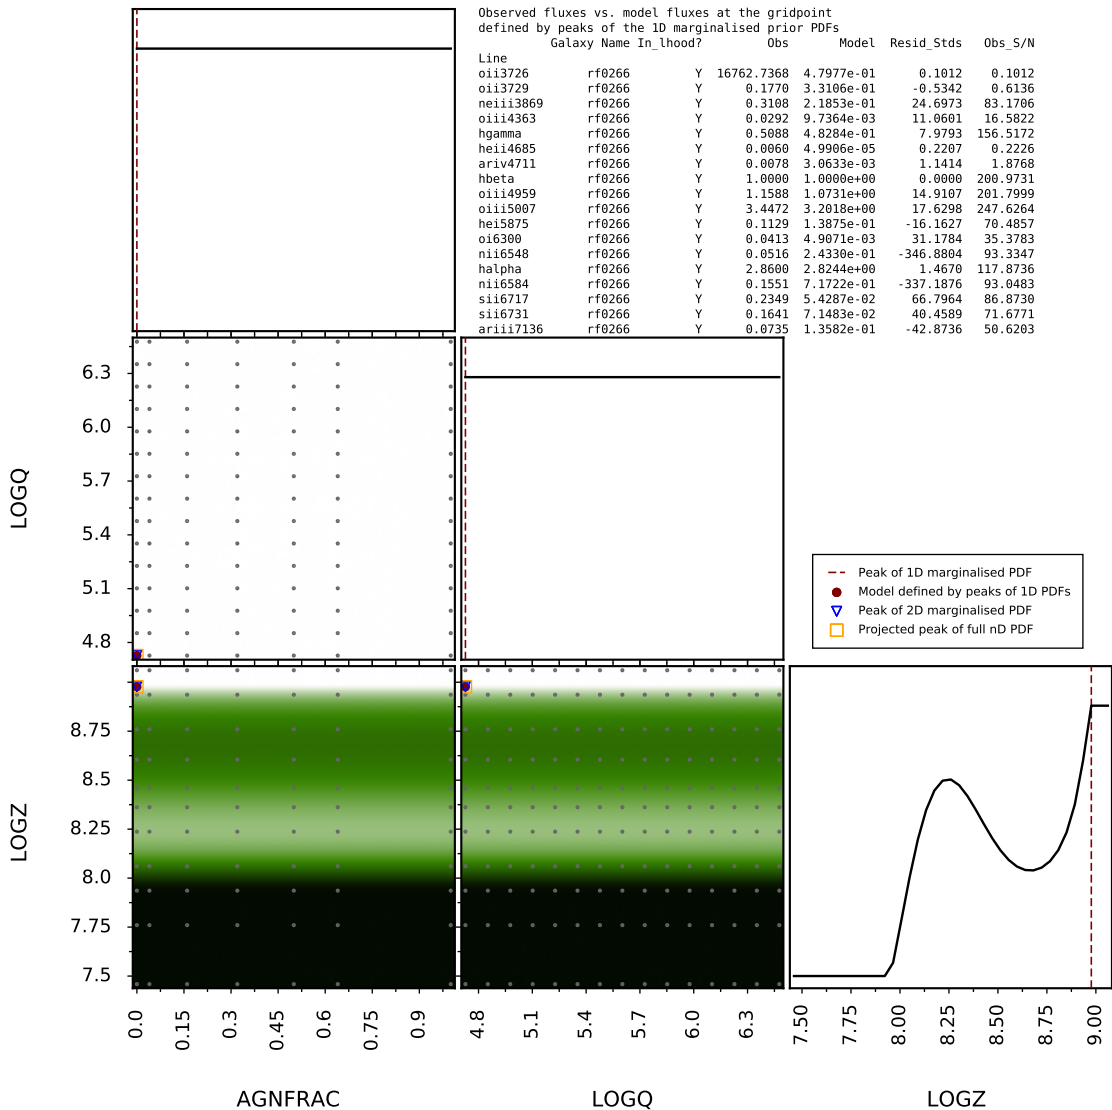 Observed fluxes vs. model fluxes at the gridpoint
defined by peaks of the 1D marginalised prior PDFs
Galaxy Name In_lhood? Obs Model Resid_Stds Obs_S/N
Line
oii3726 rf0266 Y 16762.7368 4.7977e-01 0.1012 0.1012
oii3729 rf0266 Y 0.1770 3.3106e-01 -0.5342 0.6136
neiii3869 rf0266 Y 0.3108 2.1853e-01 24.6973 83.1706
oiii4363 rf0266 Y 0.0292 9.7364e-03 11.0601 16.5822
hgamma rf0266 Y 0.5088 4.8284e-01 7.9793 156.5172
heii4685 rf0266 Y 0.0060 4.9906e-05 0.2207 0.2226
ariv4711 rf0266 Y 0.0078 3.0633e-03 1.1414 1.8768
hbeta rf0266 Y 1.0000 1.0000e+00 0.0000 200.9731
oiii4959 rf0266 Y 1.1588 1.0731e+00 14.9107 201.7999
oiii5007 rf0266 Y 3.4472 3.2018e+00 17.6298 247.6264
hei5875 rf0266 Y 0.1129 1.3875e-01 -16.1627 70.4857
oi6300 rf0266 Y 0.0413 4.9071e-03 31.1784 35.3783
nii6548 rf0266 Y 0.0516 2.4330e-01 -346.8804 93.3347
halpha rf0266 Y 2.8600 2.8244e+00 1.4670 117.8736
nii6584 rf0266 Y 0.1551 7.1722e-01 -337.1876 93.0483
sii6717 rf0266 Y 0.2349 5.4287e-02 66.7964 86.8730
sii6731 rf0266 Y 0.1641 7.1483e-02 40.4589 71.6771
ariii7136 rf0266 Y 0.0735 1.3582e-01 -42.8736 50.6203
LOGQ
6.3
6.0
5.7
5.4
5.1
4.8
Peak of 1D marginalised PDF
Model defined by peaks of 1D PDFs
Peak of 2D marginalised PDF
Projected peak of full nD PDF
LOGZ
8.75
8.5
8.25
8.0
7.75
7.5
0.0 0.15 0.3 0.45 0.6 0.75 0.9
4.8 5.1 5.4 5.7 6.0 6.3
7.50 7.75 8.00 8.25 8.50 8.75 9.00
AGNFRAC LOGQ LOGZ